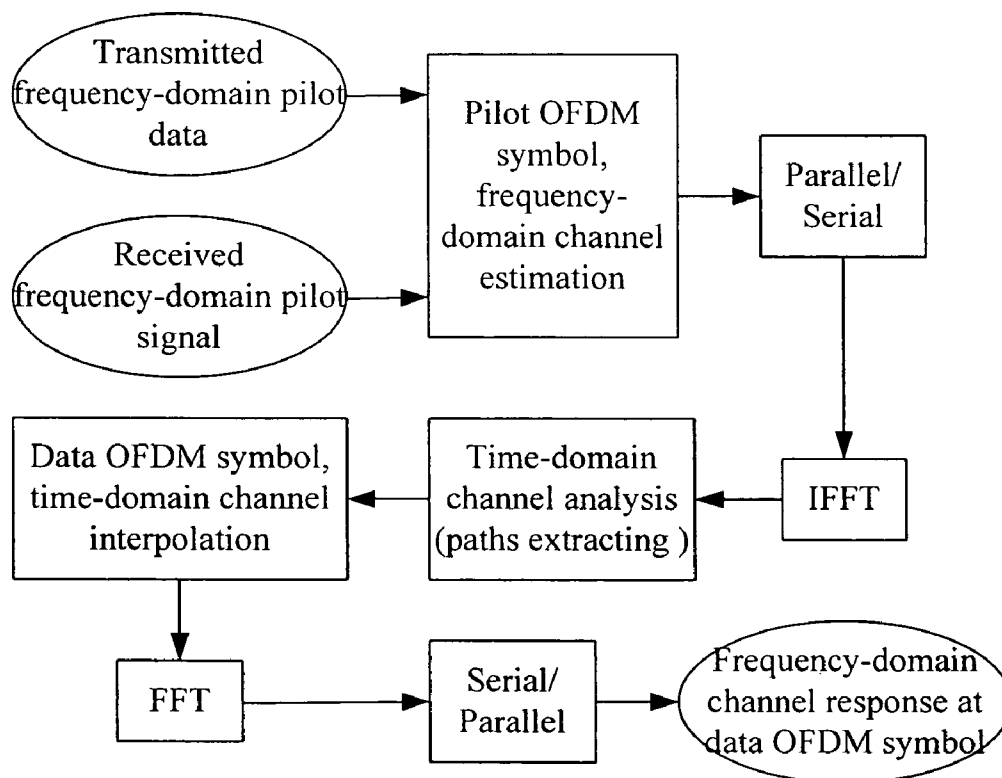 Transmitted
frequency-domain pilot
data
Pilot OFDM
symbol,
frequency-
domain channel
estimation
Parallel/
Serial
Received
frequency-domain pilot
signal
Data OFDM symbol,
time-domain channel
interpolation
Time-domain
channel analysis
(paths extracting )
IFFT
FFT
Serial/
Parallel
Frequency-domain
channel response at
data OFDM symbol